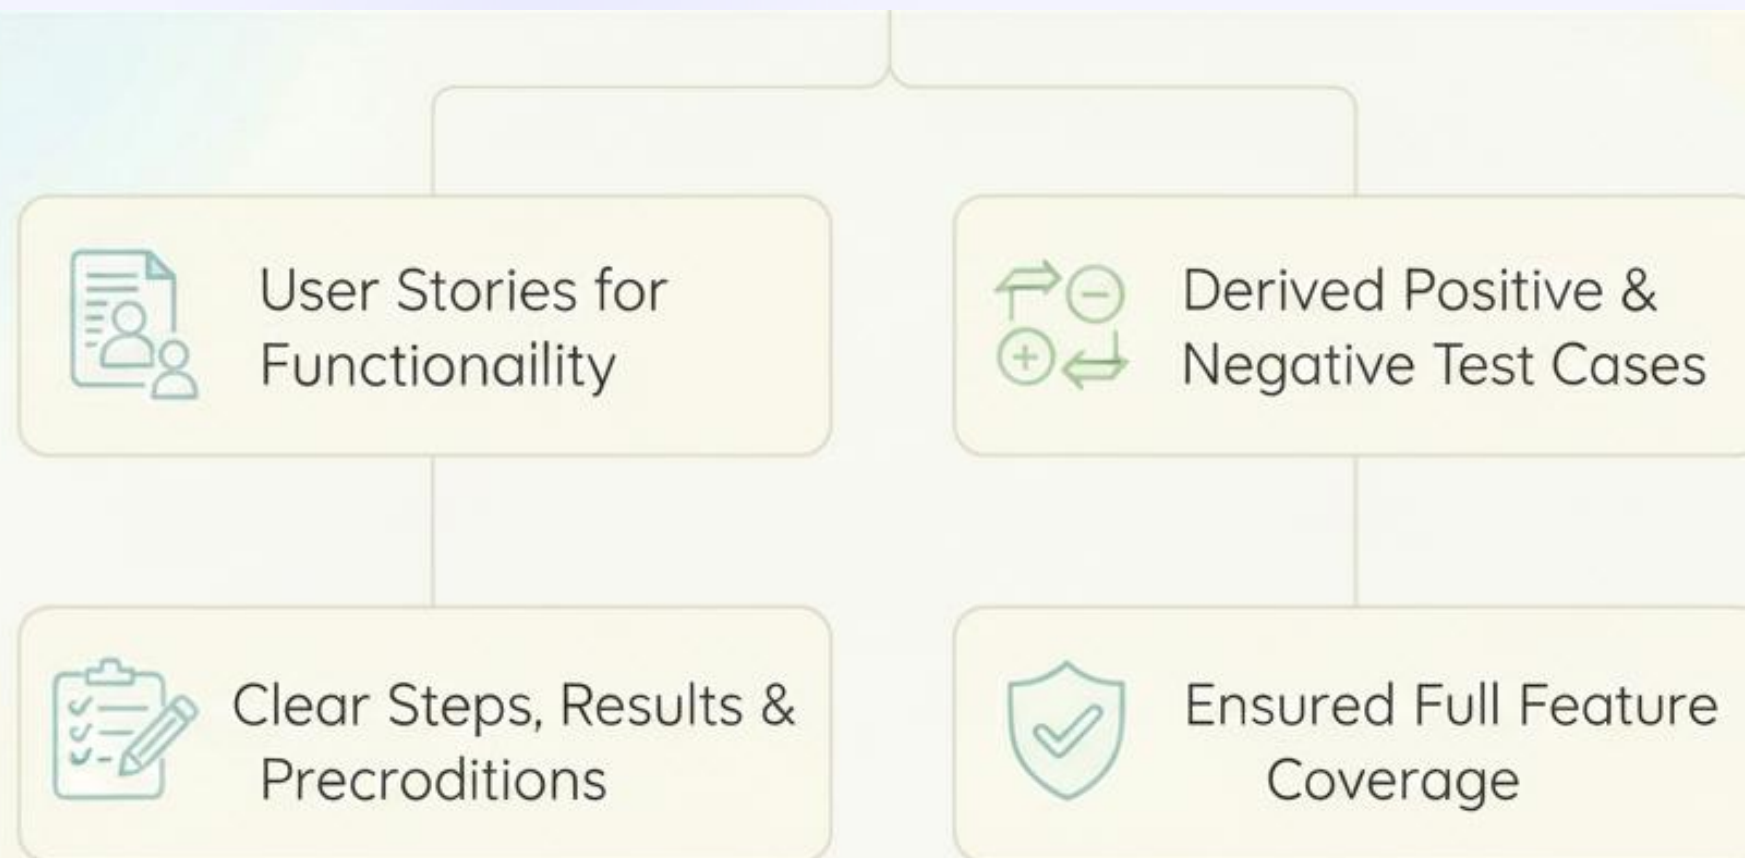 User Stories for
Functionaility
Derived Positive &
Negative Test Cases
Clear Steps, Results &
Precroditions
Ensured Full Feature
Coverage